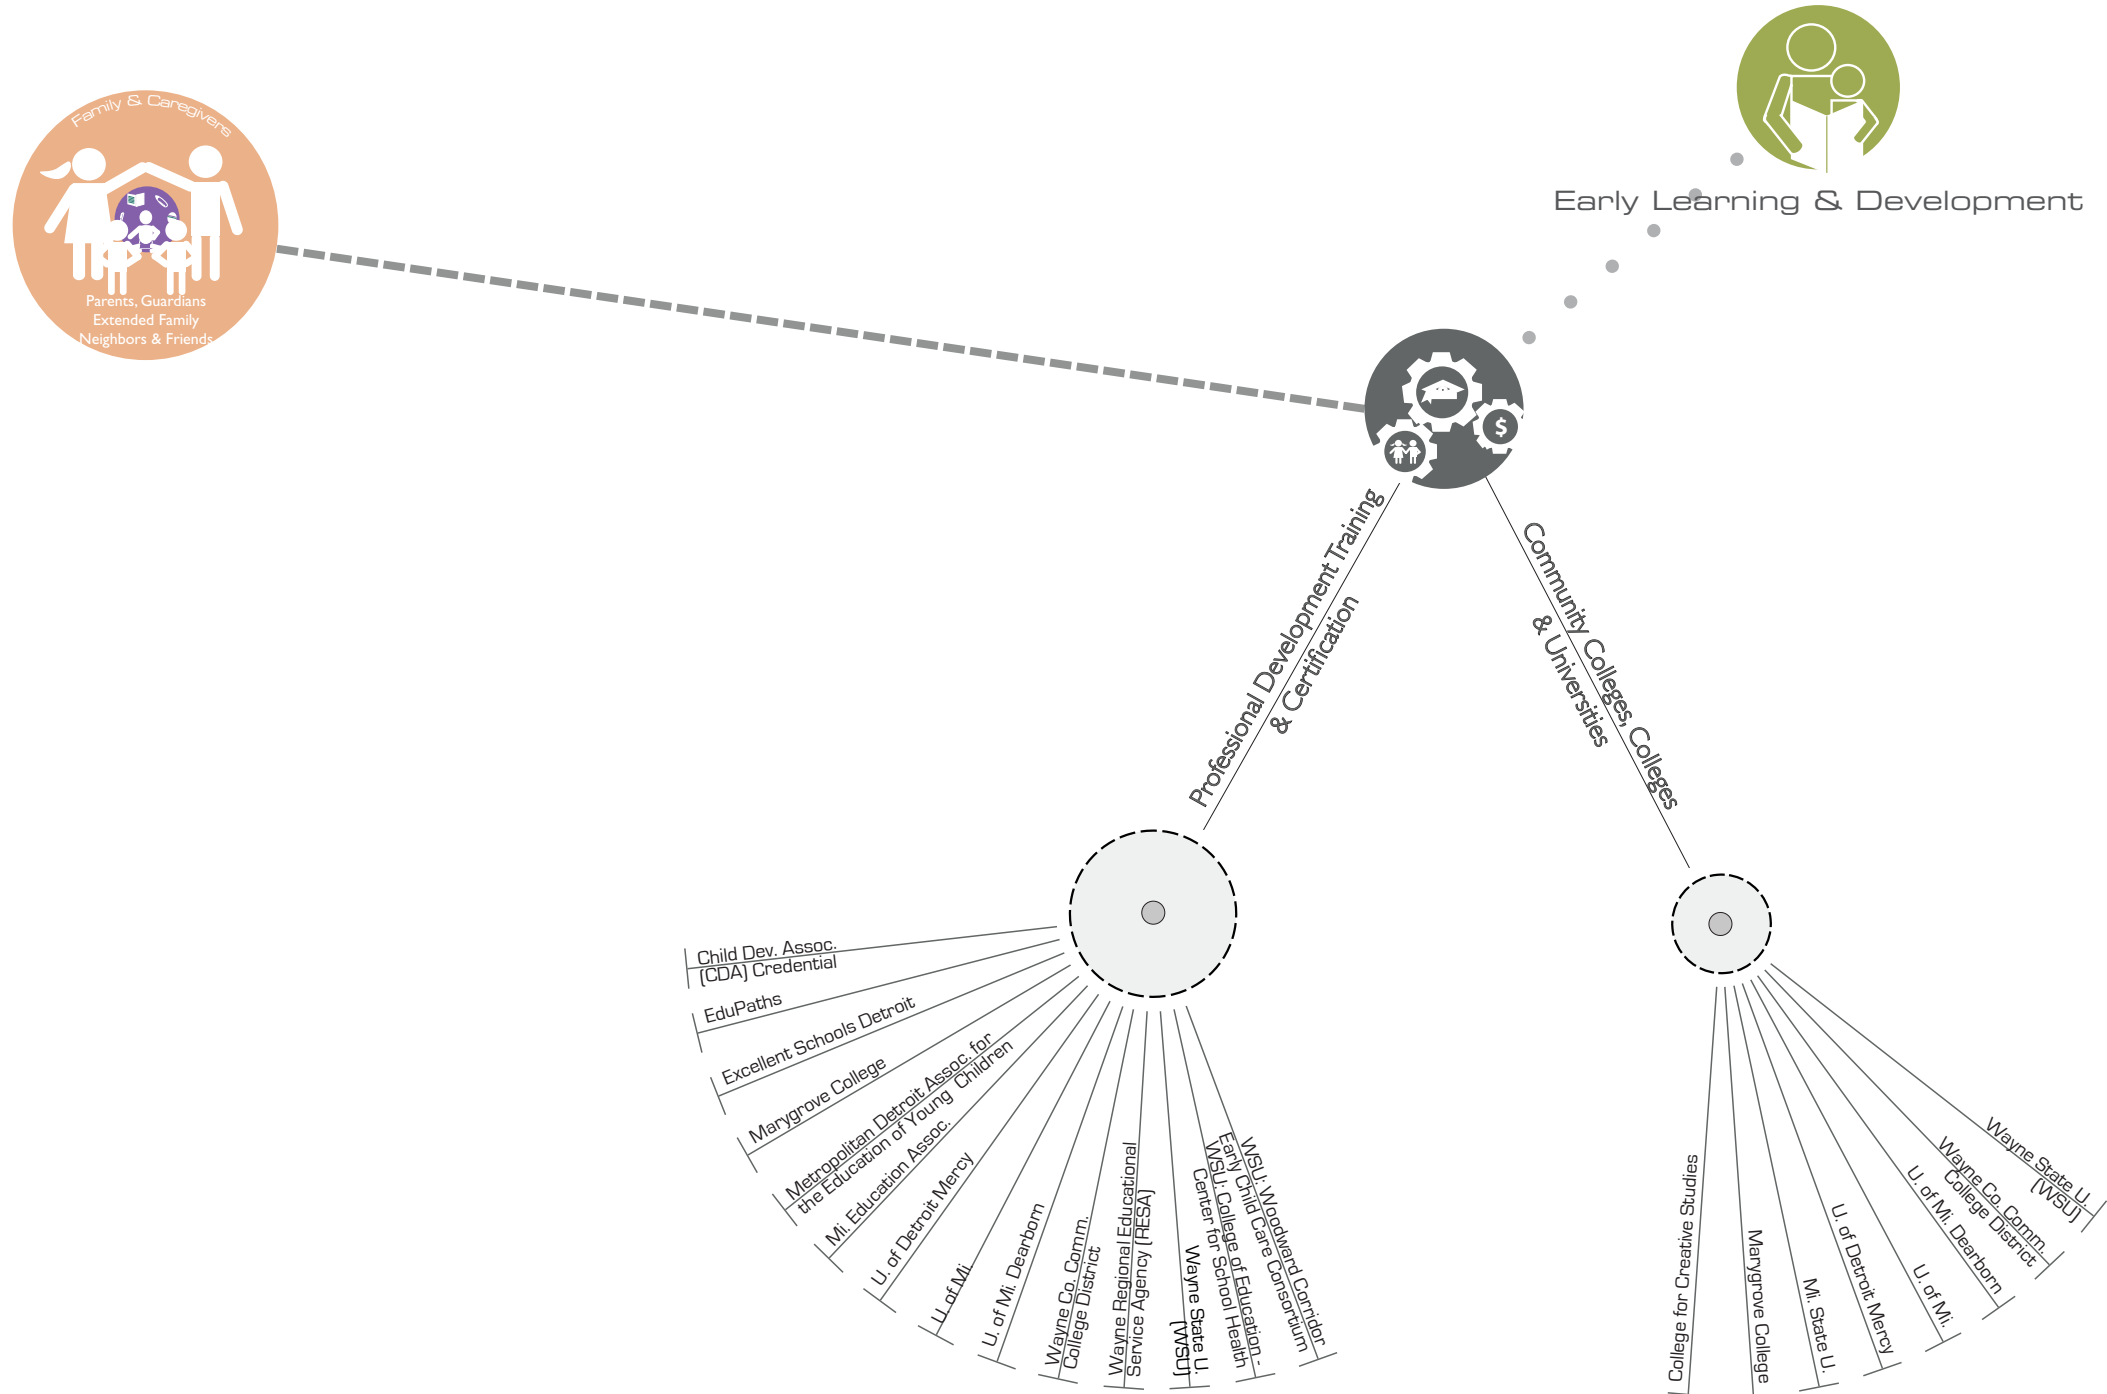 Family & Caregivers
Parents, Guardians
Extended Family
Neighbors & Friends
Early Learning & Development
$
Professional Development Training
& Certification
Community Colleges, Colleges
& Universities
Child Dev. Assoc.
(CDA) Credential
EduPaths
Excellent Schools Detroit
Marygrove College
Metropolitan Detroit Assoc. for
the Education of Young Children
Mi. Education Assoc.
U. of Detroit Mercy
U. of Mi.
U. of Mi. Dearborn
Wayne Co. Comm.
College District
Wayne Regional Educational
Service Agency (RESA)
Wayne State U.
(WSU)
WSU: College of Education -
Center for School Health
WSU: Woodward Corridor
Early Child Care Consortium
College for Creative Studies
Marygrove College
Mi. State U.
U. of Detroit Mercy
U. of Mi.
U. of Mi. Dearborn
Wayne Co. Comm.
College District
Wayne State U.
(WSU)